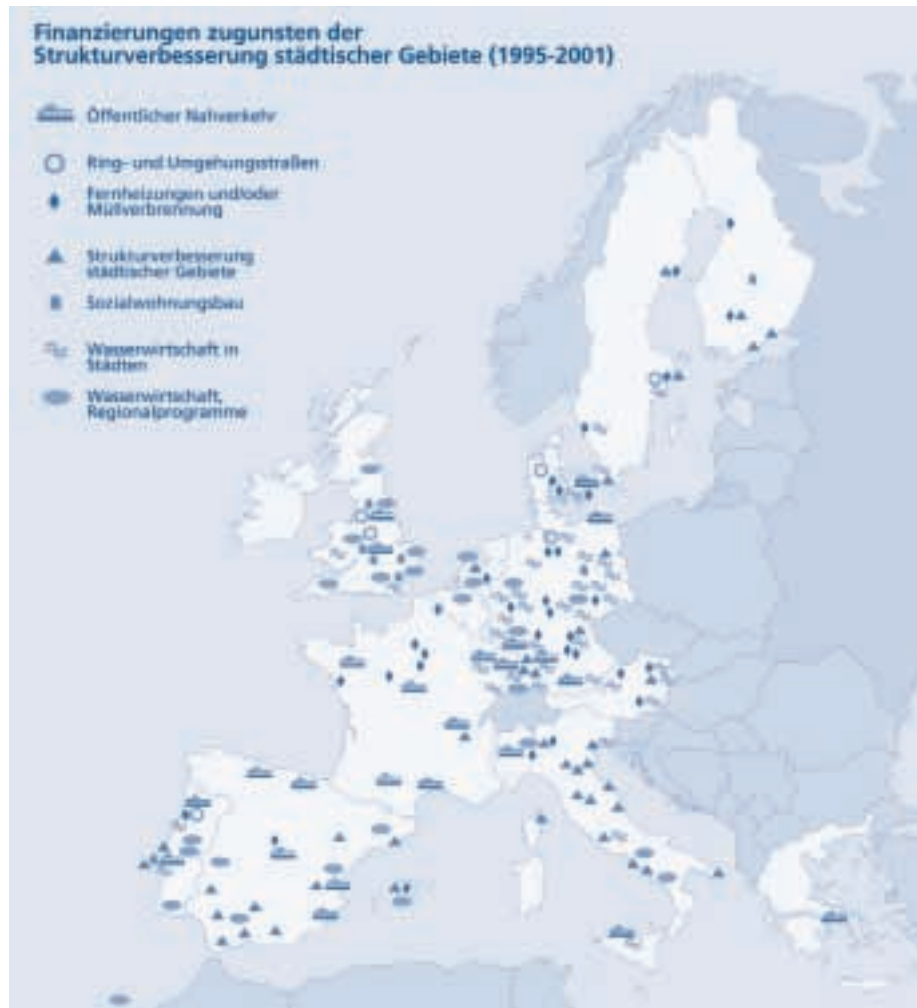 Finanzierungen zugunsten der
Strukturverbesserung städtischer Gebiete (1995-2001)
Öffentlicher Nahverkehr
Ring- und Umgehungsstraßen
Fernheizungen und/oder
Müllverbrennung
Strukturverbesserung
städtischer Gebiete
Sozialwohnungsbau
Wasserwirtschaft in
Städten
Wasserwirtschaft,
Regionalprogramme